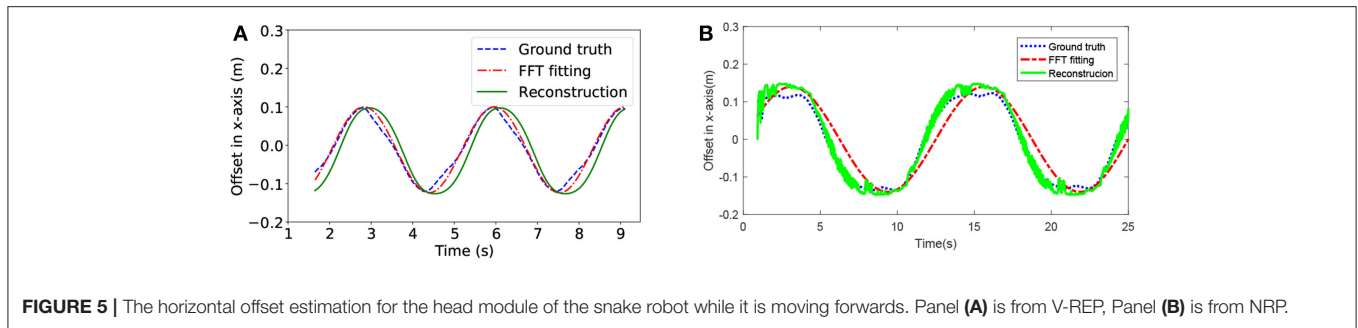 A
0.3
0.2
0.1
0.0
−0.1
−0.2
Offset in x-axis (m)
1 2 3 4 5 6 7 8 9
Time (s)
Ground truth
FFT fitting
Reconstruction
B
0.3
0.2
0.1
0
-0.1
-0.2
Offset in x-axis(m)
0 5 10 15 20 25
Time(s)
Ground truth
FFT fitting
Reconstrucion
FIGURE 5 | The horizontal offset estimation for the head module of the snake robot while it is moving forwards. Panel (A) is from V-REP, Panel (B) is from NRP.